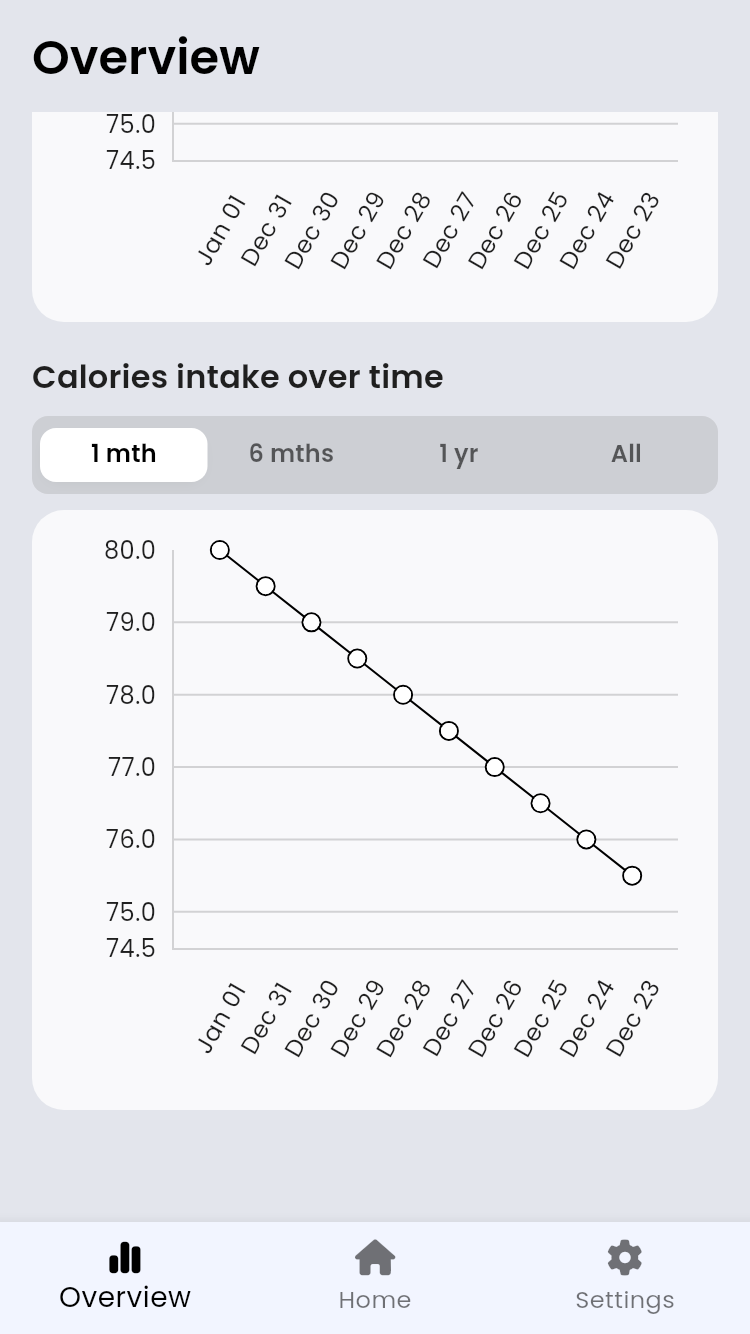 Overview
75.0
74.5
Jan 01 Dec 31 Dec 30 Dec 29 Dec 28 Dec 27 Dec 26 Dec 25 Dec 24 Dec 23
Calories intake over time
1 mth 6 mths 1 yr All
80.0
79.0
78.0
77.0
76.0
75.0
74.5
Jan 01 Dec 31 Dec 30 Dec 29 Dec 28 Dec 27 Dec 26 Dec 25 Dec 24 Dec 23
Overview Home Settings